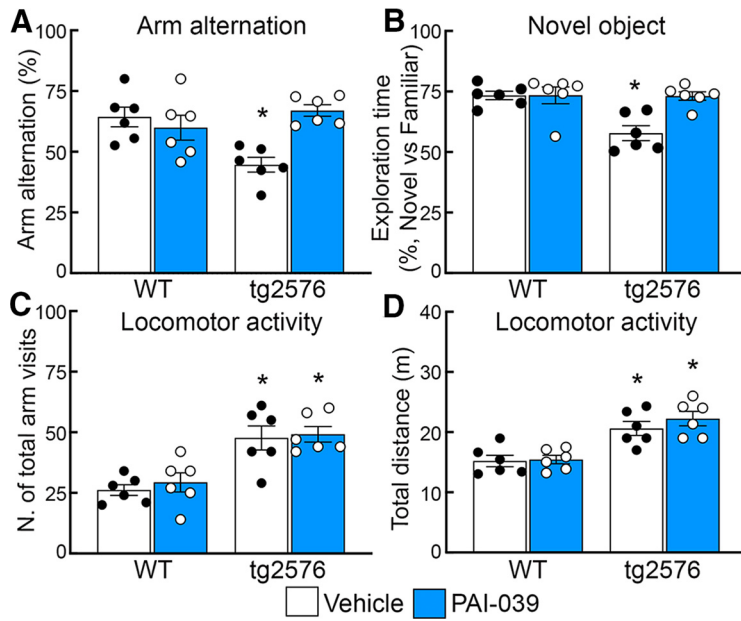 A Arm alternation
Arm alternation (%)
100
75
50
25
0
*
WT tg2576
B Novel object
Exploration time
(%, Novel vs Familiar)
100
75
50
25
0
*
WT tg2576
C Locomotor activity
N. of total arm visits
100
75
50
25
0
* *
WT tg2576
D Locomotor activity
Total distance (m)
40
30
20
10
0
* *
WT tg2576
Vehicle PAI-039